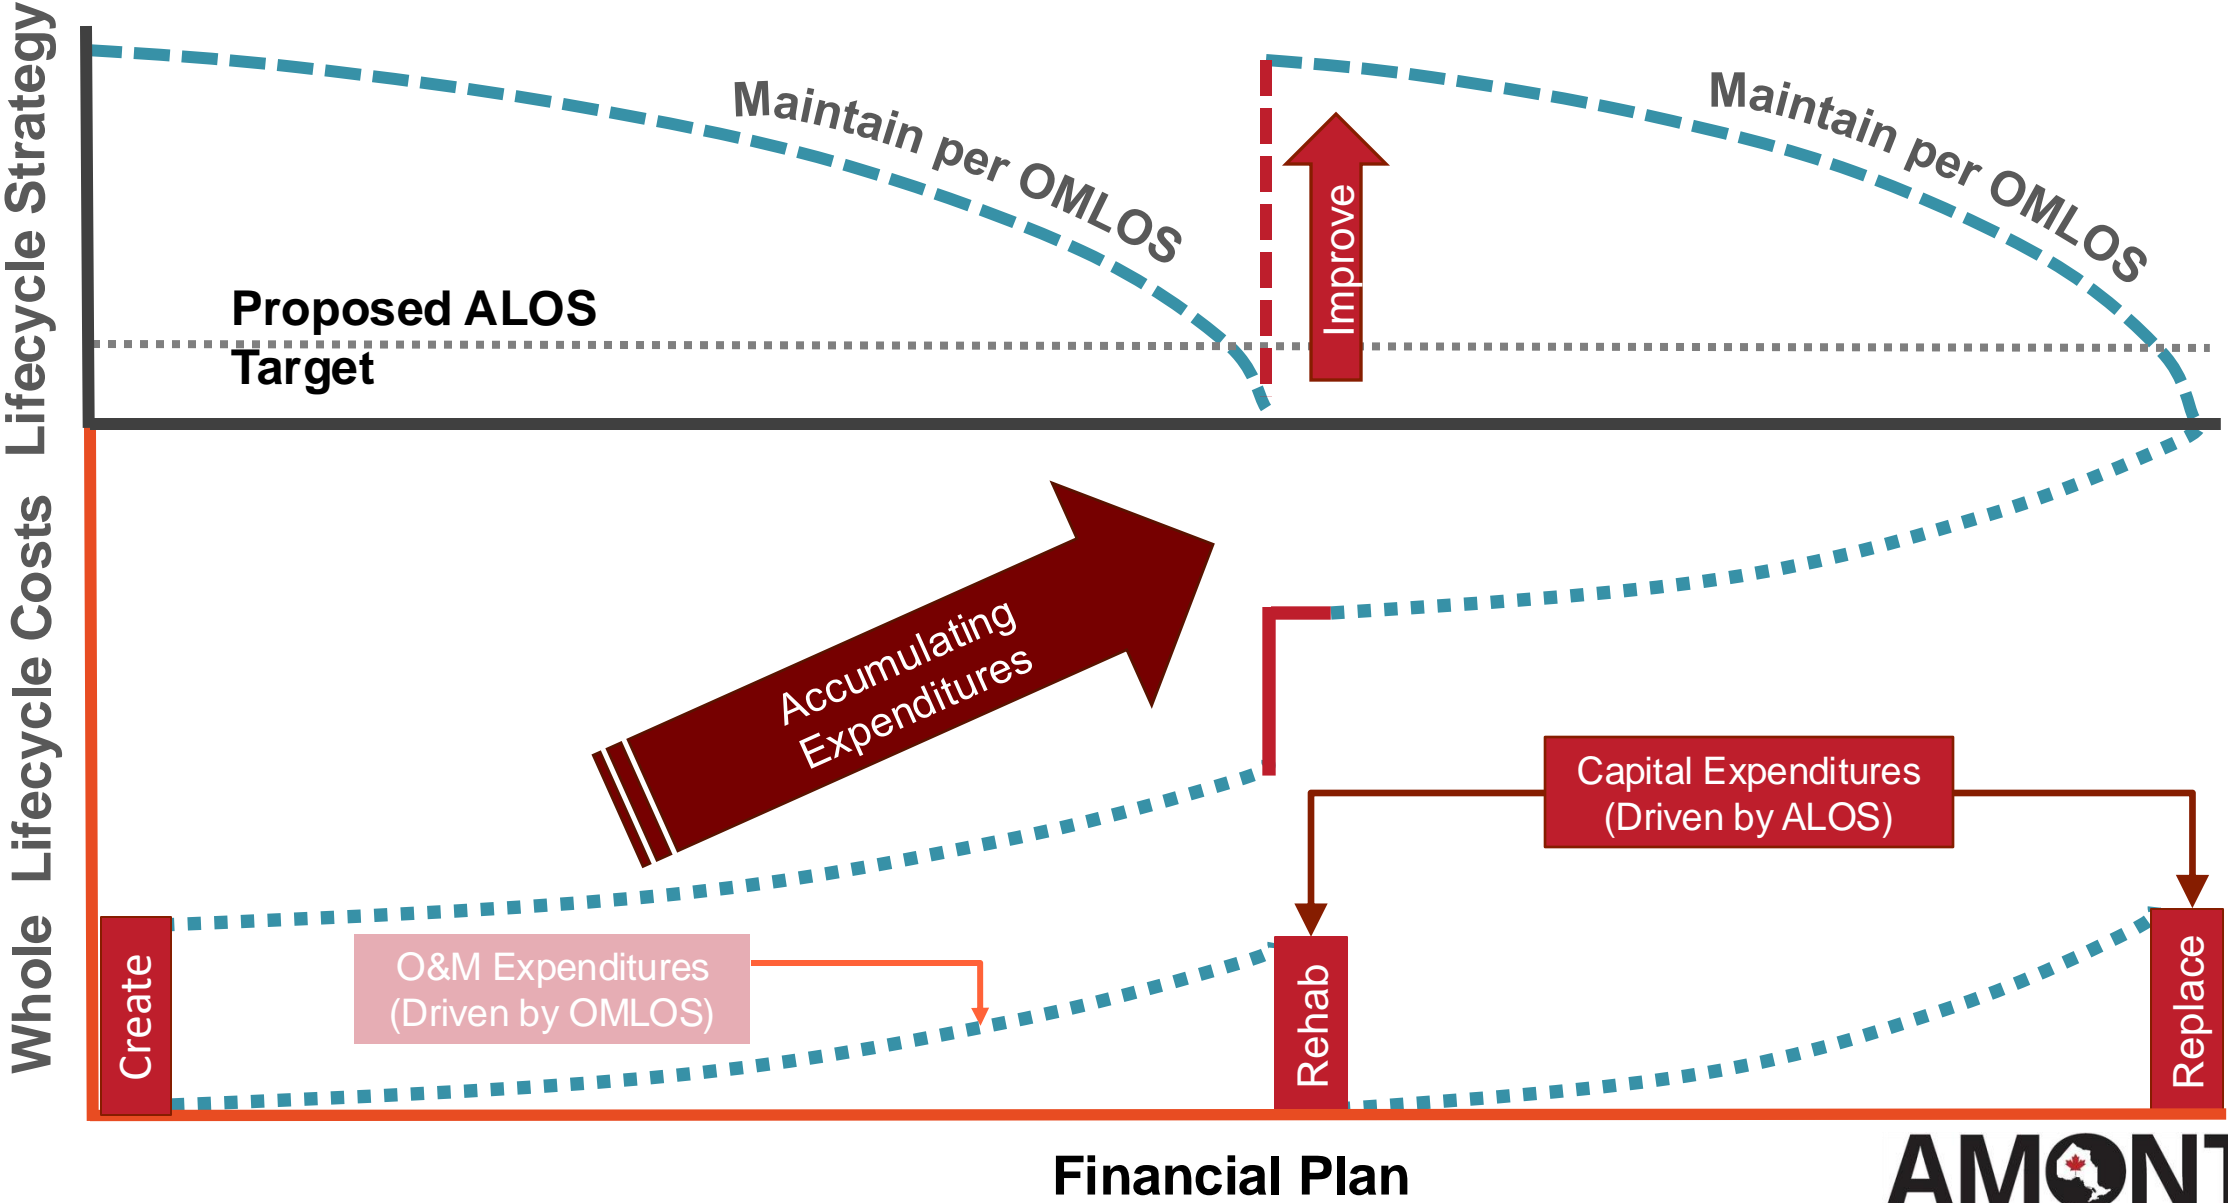 Lifecycle Strategy
Maintain per OMLOS
Maintain per OMLOS
Improve
Proposed ALOS
Target
Whole Lifecycle Costs
Accumulating
Expenditures
Capital Expenditures
(Driven by ALOS)
O&M Expenditures
(Driven by OMLOS)
Create
Rehab
Replace
Financial Plan
AMONT